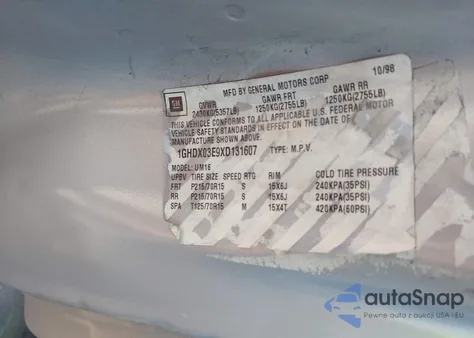 MFD BY GENERAL MOTORS CORP 10/98
GM GVWR GAWR FRT GAWR RR
2430KG(5357LB) 1250KG(2755LB) 1250KG(2755LB)
THIS VEHICLE CONFORMS TO ALL APPLICABLE U.S. FEDERAL MOTOR
VEHICLE SAFETY STANDARDS IN EFFECT ON THE DATE OF
MANUFACTURE SHOWN ABOVE.
1GHDX03E9XD131607 TYPE: M.P.V.
MODEL: UM16
UPBV TIRE SIZE SPEED RTG RIM COLD TIRE PRESSURE
FRT P215/70R15 S 15X6J 240KPA(35PSI)
RR P215/70R15 S 15X6J 240KPA(35PSI)
SPA T125/70R15 M 15X4T 420KPA(60PSI)
autoSnap
Pewne auta z aukcji USA i EU